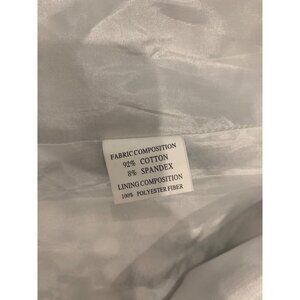 FABRIC COMPOSITION
92% COTTON
8% SPANDEX
LINING COMPOSITION
100% POLYESTER FIBER